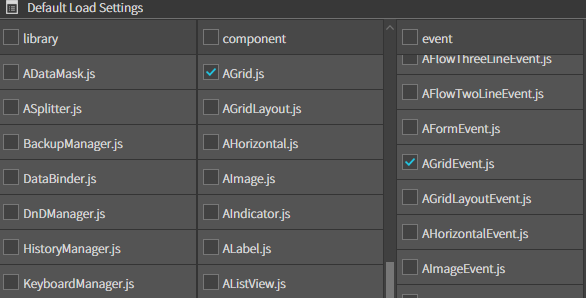 Default Load Settings
library
component
event
ADataMask.js
ASplitter.js
BackupManager.js
DataBinder.js
DnDManager.js
HistoryManager.js
KeyboardManager.js
AGrid.js
AGridLayout.js
AHorizontal.js
AImage.js
AIndicator.js
ALabel.js
AListView.js
AFlowThreeLineEvent.js
AFlowTwoLineEvent.js
AFormEvent.js
AGridEvent.js
AGridLayoutEvent.js
AHorizontalEvent.js
AImageEvent.js